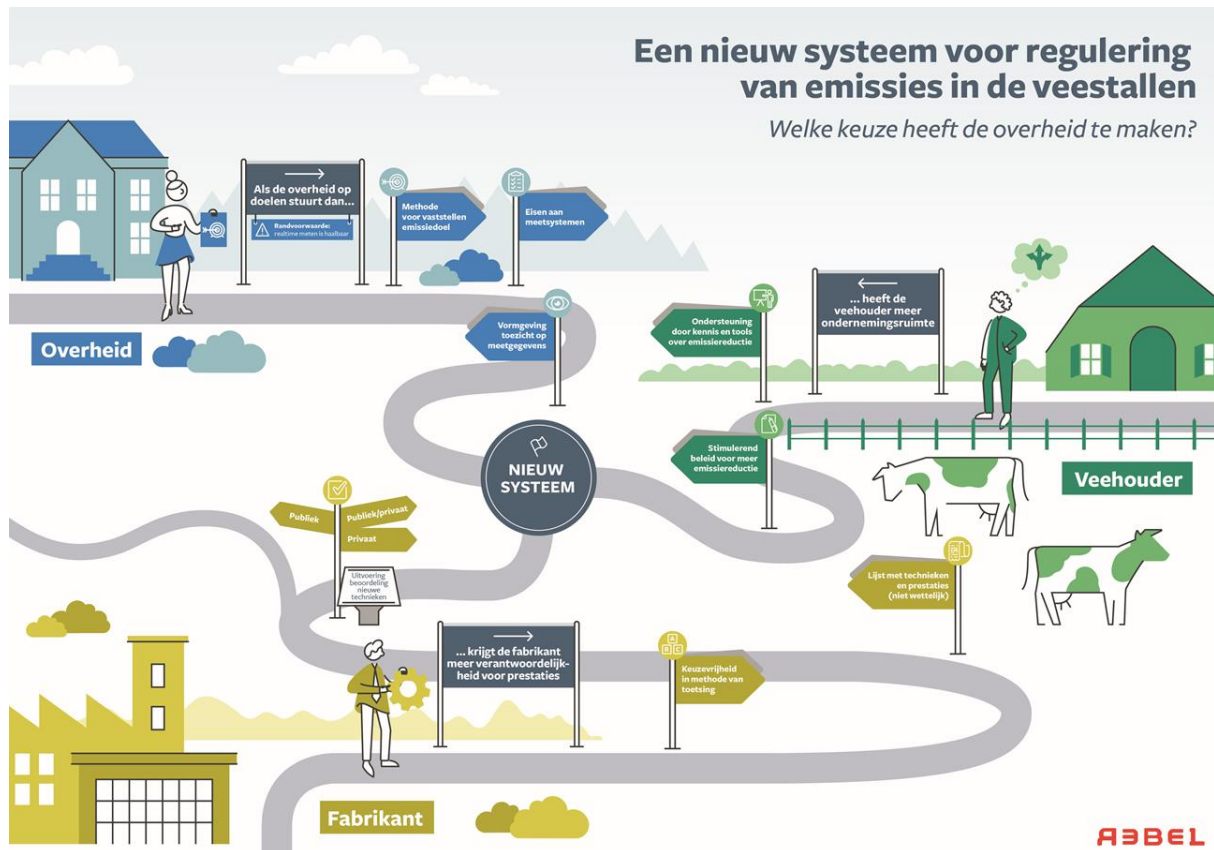 Een nieuw systeem voor regulering
van emissies in de veestallen
Welke keuze heeft de overheid te maken?
Als de overheid op
doelen stuurt dan...
Randvoorwaarde:
realtime meten is haalbaar
Methode
voor vaststellen
emissiedoel
Eisen aan
meetsystemen
Vormgeving
toezicht op
meetgegevens
Overheid
Ondersteuning
door kennis en tools
over emissiereductie
... heeft de
veehouder meer
ondernemingsruimte
Stimulerend
beleid voor meer
emissiereductie
Veehouder
NIEUW
SYSTEEM
Publiek
Publiek/privaat
Privaat
Uitvoering
beoordeling
nieuwe
technieken
Lijst met technieken
en prestaties
(niet wettelijk)
... krijgt de fabrikant
meer verantwoordelijk-
heid voor prestaties
A
B C
Keuzevrijheid
in methode van
toetsing
Fabrikant
REBEL